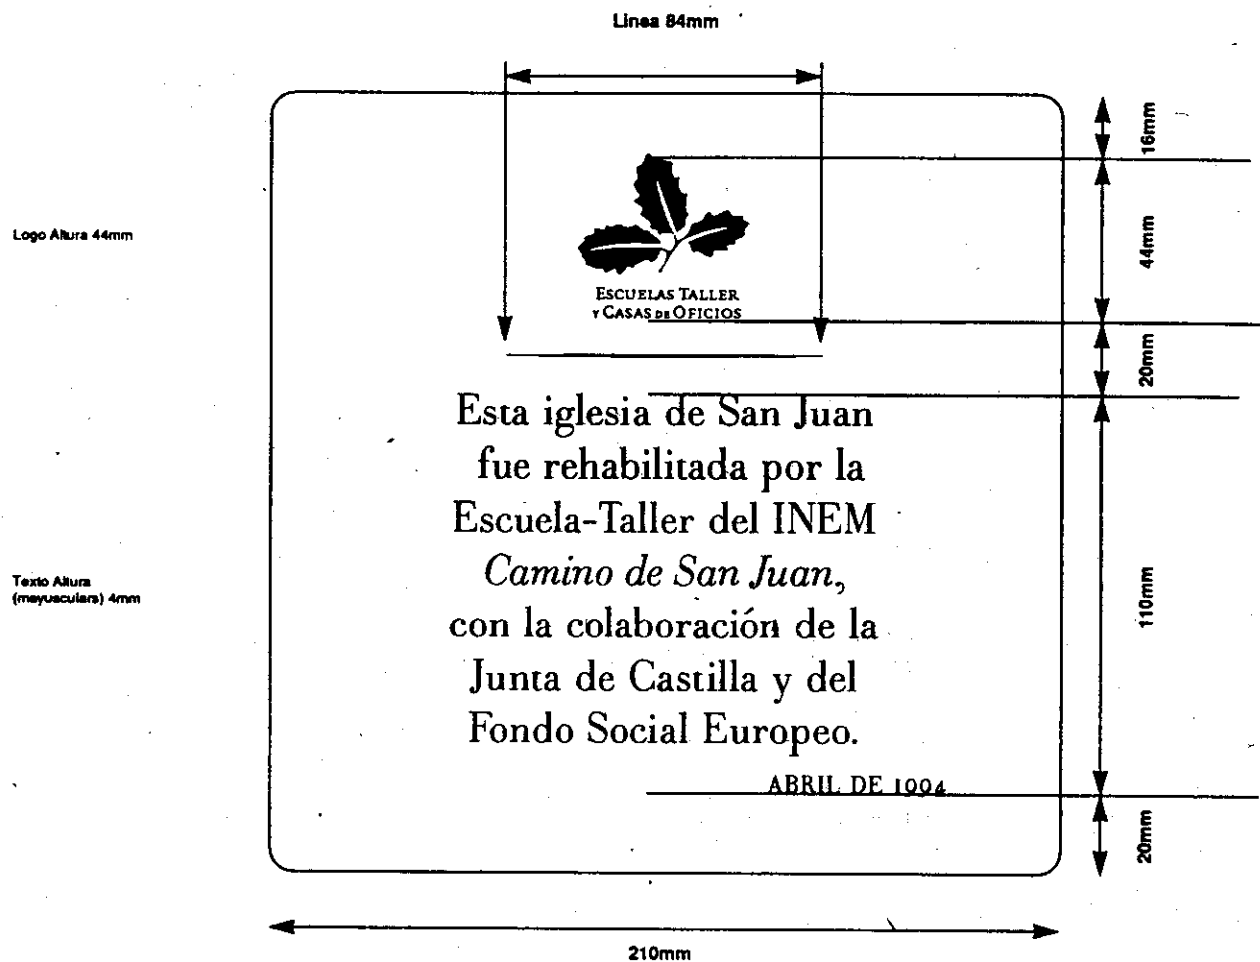 Linea 84mm
16mm
Logo Altura 44mm
44mm
ESCUELAS TALLER
Y CASAS DE OFICIOS
20mm
Esta iglesia de San Juan
fue rehabilitada por la
Escuela-Taller del INEM
Camino de San Juan,
con la colaboración de la
Junta de Castilla y del
Fondo Social Europeo.
Texto Altura
(mayusculars) 4mm
110mm
ABRIL DE 1994
20mm
210mm